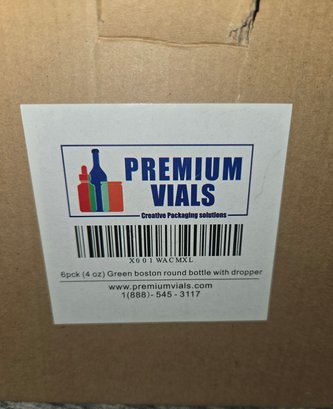 PREMIUM
VIALS
Creative Packaging solutions
X001WACMXL
6pck (4 oz) Green boston round bottle with dropper
www.premiumvials.com
1(888)- 545 - 3117